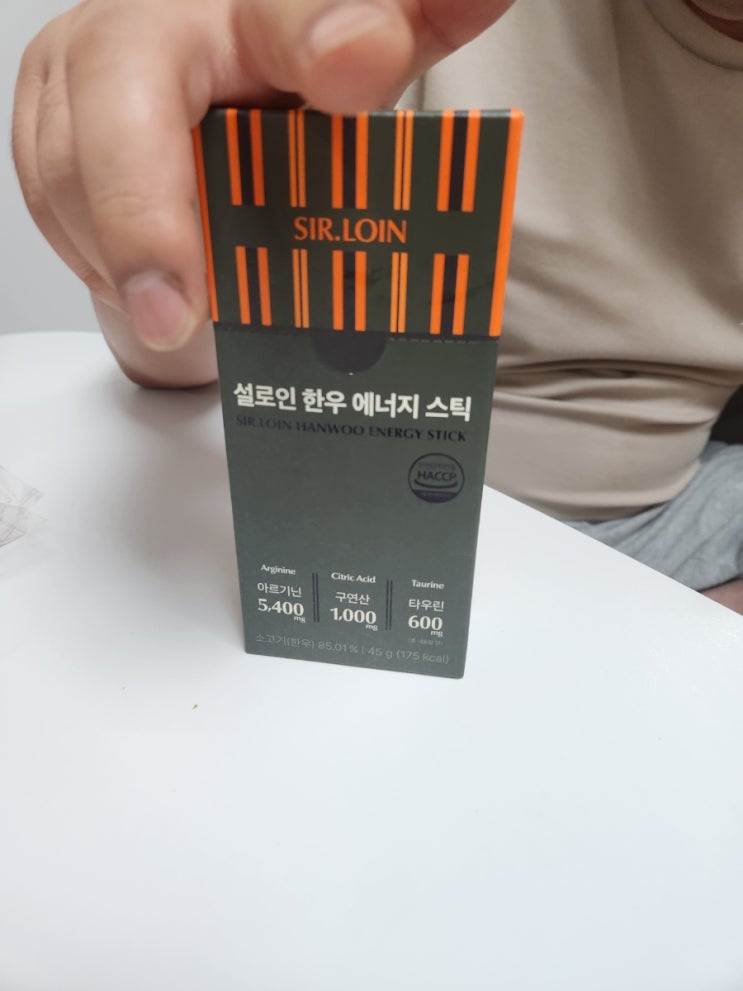 SIR.LOIN
설로인 한우 에너지 스틱
SIR.LOIN HANWOO ENERGY STICK
HACCP
Arginine
아르기닌
5,400
mg
Citric Acid
구연산
1,000
mg
Taurine
타우린
600
mg
소고기(한우) 85.01% | 45 g (175 kcal)